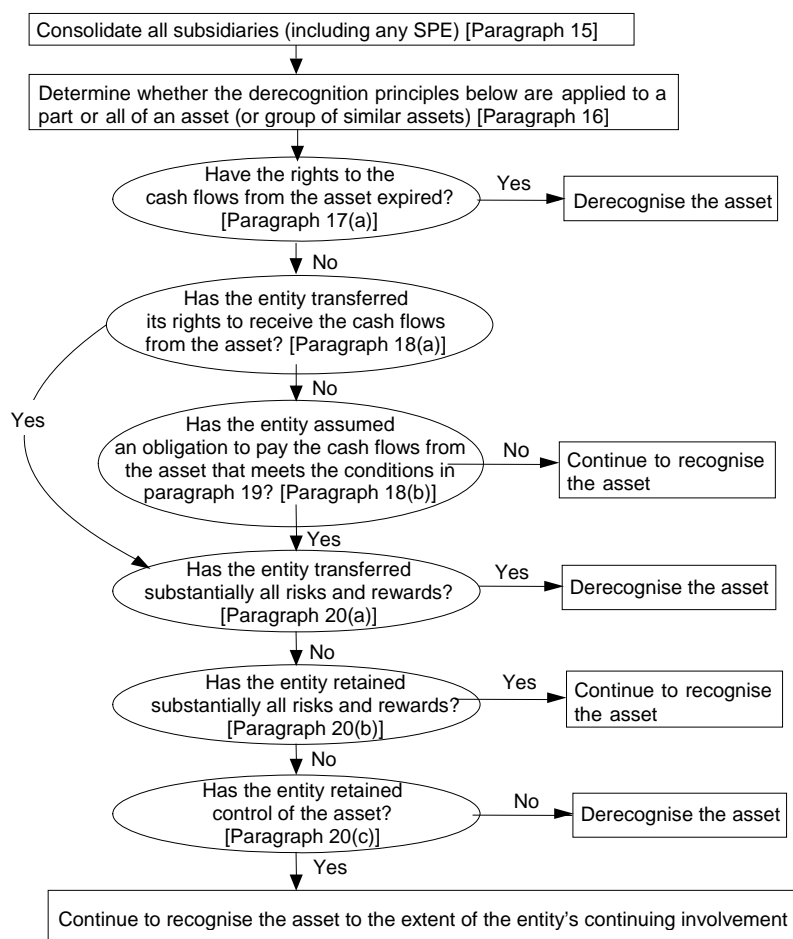 Consolidate all subsidiaries (including any SPE) [Paragraph 15]
Determine whether the derecognition principles below are applied to a
part or all of an asset (or group of similar assets) [Paragraph 16]
Have the rights to the
cash flows from the asset expired?
[Paragraph 17(a)]
Yes
Derecognise the asset
No
Has the entity transferred
its rights to receive the cash flows
from the asset? [Paragraph 18(a)]
Yes
No
Has the entity assumed
an obligation to pay the cash flows from
the asset that meets the conditions in
paragraph 19? [Paragraph 18(b)]
No
Continue to recognise
the asset
Yes
Has the entity transferred
substantially all risks and rewards?
[Paragraph 20(a)]
Yes
Derecognise the asset
No
Has the entity retained
substantially all risks and rewards?
[Paragraph 20(b)]
Yes
Continue to recognise
the asset
No
Has the entity retained
control of the asset?
[Paragraph 20(c)]
No
Derecognise the asset
Yes
Continue to recognise the asset to the extent of the entity’s continuing involvement